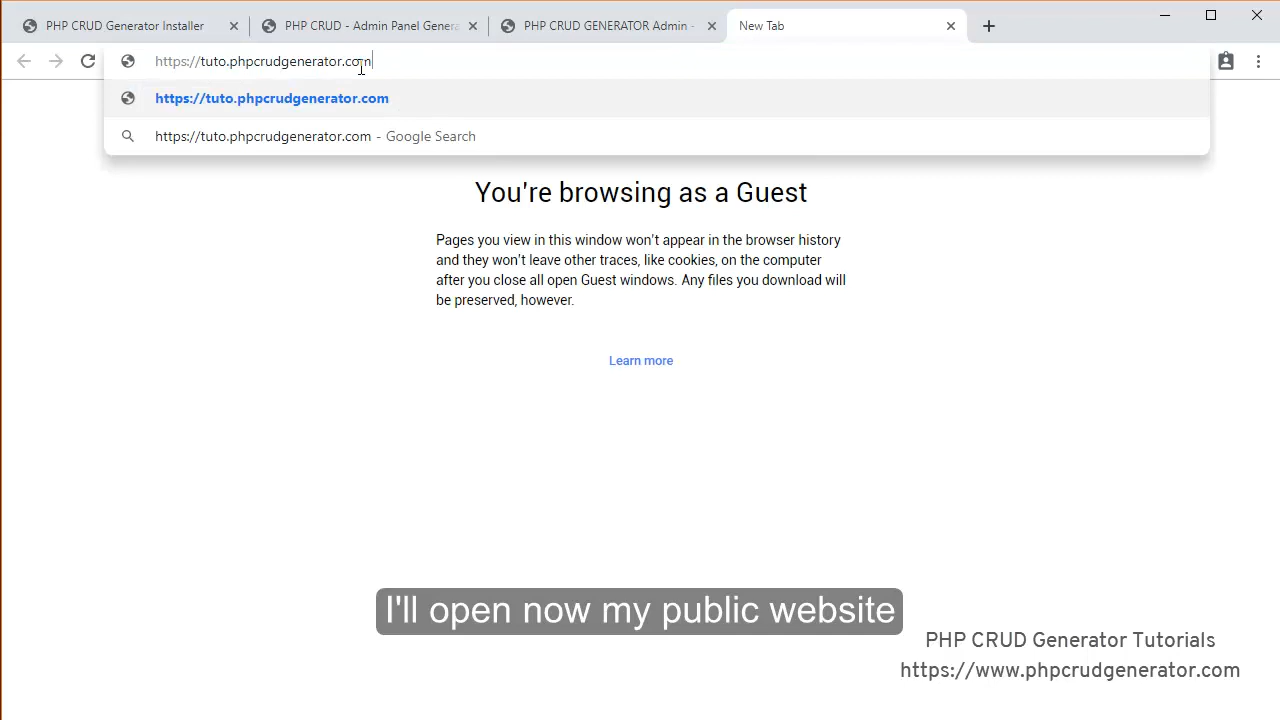 PHP CRUD Generator Installer
PHP CRUD - Admin Panel Genera
PHP CRUD GENERATOR Admin -
New Tab
https://tuto.phpcrudgenerator.com
https://tuto.phpcrudgenerator.com
https://tuto.phpcrudgenerator.com - Google Search
You're browsing as a Guest
Pages you view in this window won't appear in the browser history
and they won't leave other traces, like cookies, on the computer
after you close all open Guest windows. Any files you download will
be preserved, however.
Learn more
I'll open now my public website
PHP CRUD Generator Tutorials
https://www.phpcrudgenerator.com